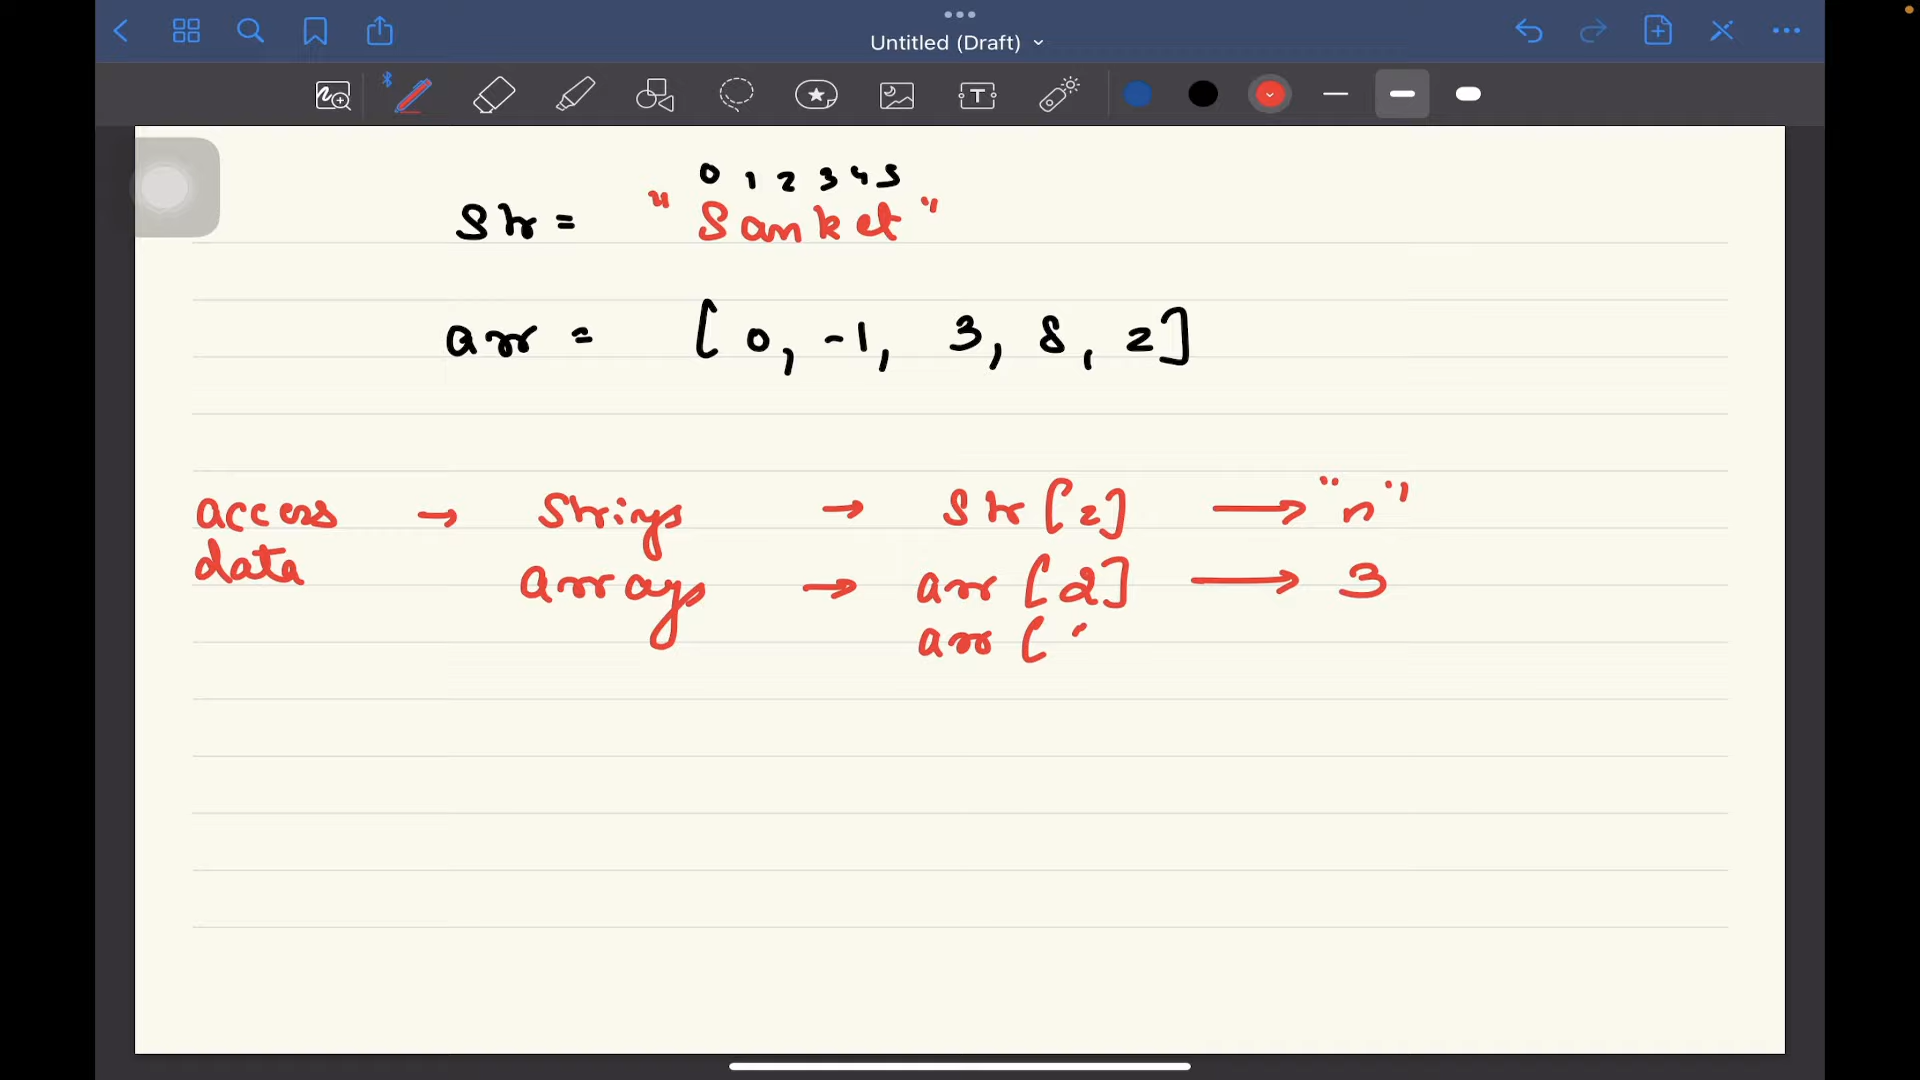 Untitled (Draft)
0 1 2 3 4 5
Str = "Sanket"
arr = [0, -1, 3, 8, 2]
access → Strings → Str[2] → "n"
data
arrays → arr[2] → 3
arr [